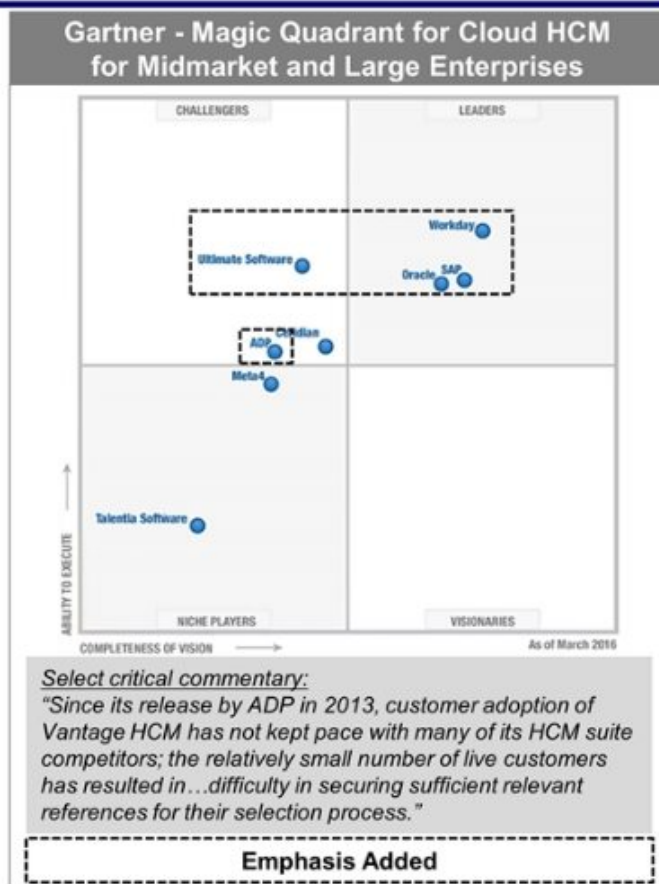 Gartner - Magic Quadrant for Cloud HCM
for Midmarket and Large Enterprises
CHALLENGERS
LEADERS
Workday
Ultimate Software
Oracle
SAP
Ceridian
ADP
Meta4
Talentia Software
ABILITY TO EXECUTE
NICHE PLAYERS
VISIONARIES
COMPLETENESS OF VISION
As of March 2016
Select critical commentary:
“Since its release by ADP in 2013, customer adoption of
Vantage HCM has not kept pace with many of its HCM suite
competitors; the relatively small number of live customers
has resulted in…difficulty in securing sufficient relevant
references for their selection process.”
Emphasis Added